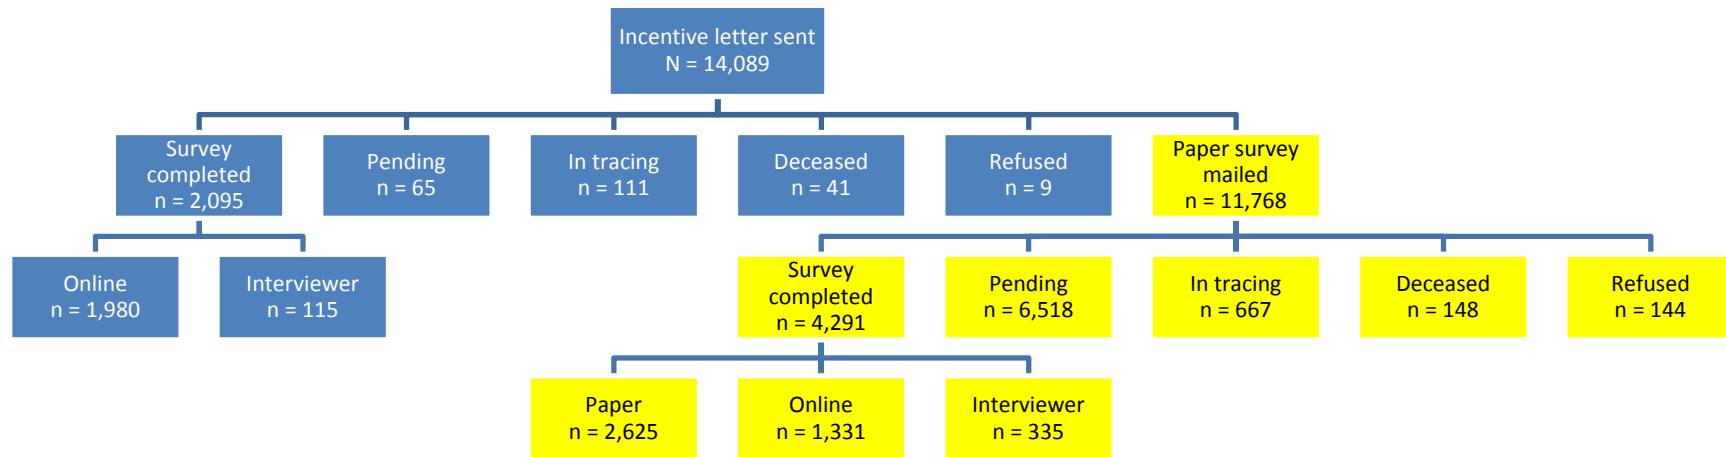 Incentive letter sent
N = 14,089
Survey
completed
n = 2,095
Pending
n = 65
In tracing
n = 111
Deceased
n = 41
Refused
n = 9
Paper survey
mailed
n = 11,768
Online
n = 1,980
Interviewer
n = 115
Survey
completed
n = 4,291
Pending
n = 6,518
In tracing
n = 667
Deceased
n = 148
Refused
n = 144
Paper
n = 2,625
Online
n = 1,331
Interviewer
n = 335